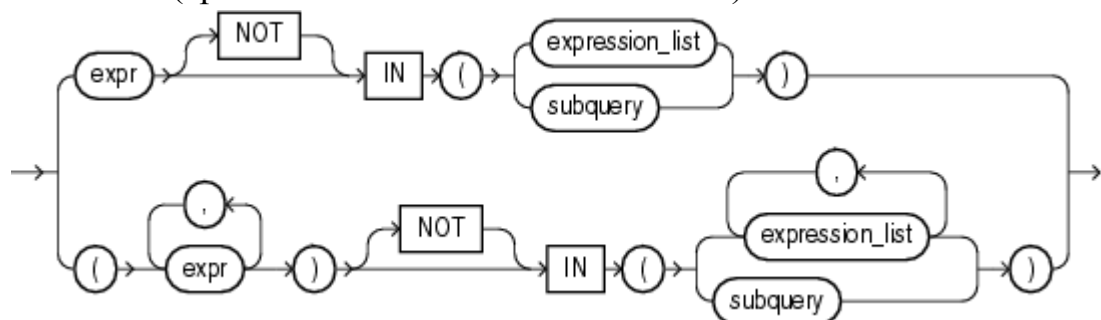 NOT
expression_list
expr IN ( )
subquery
,
, NOT expression_list
( expr ) IN ( )
subquery